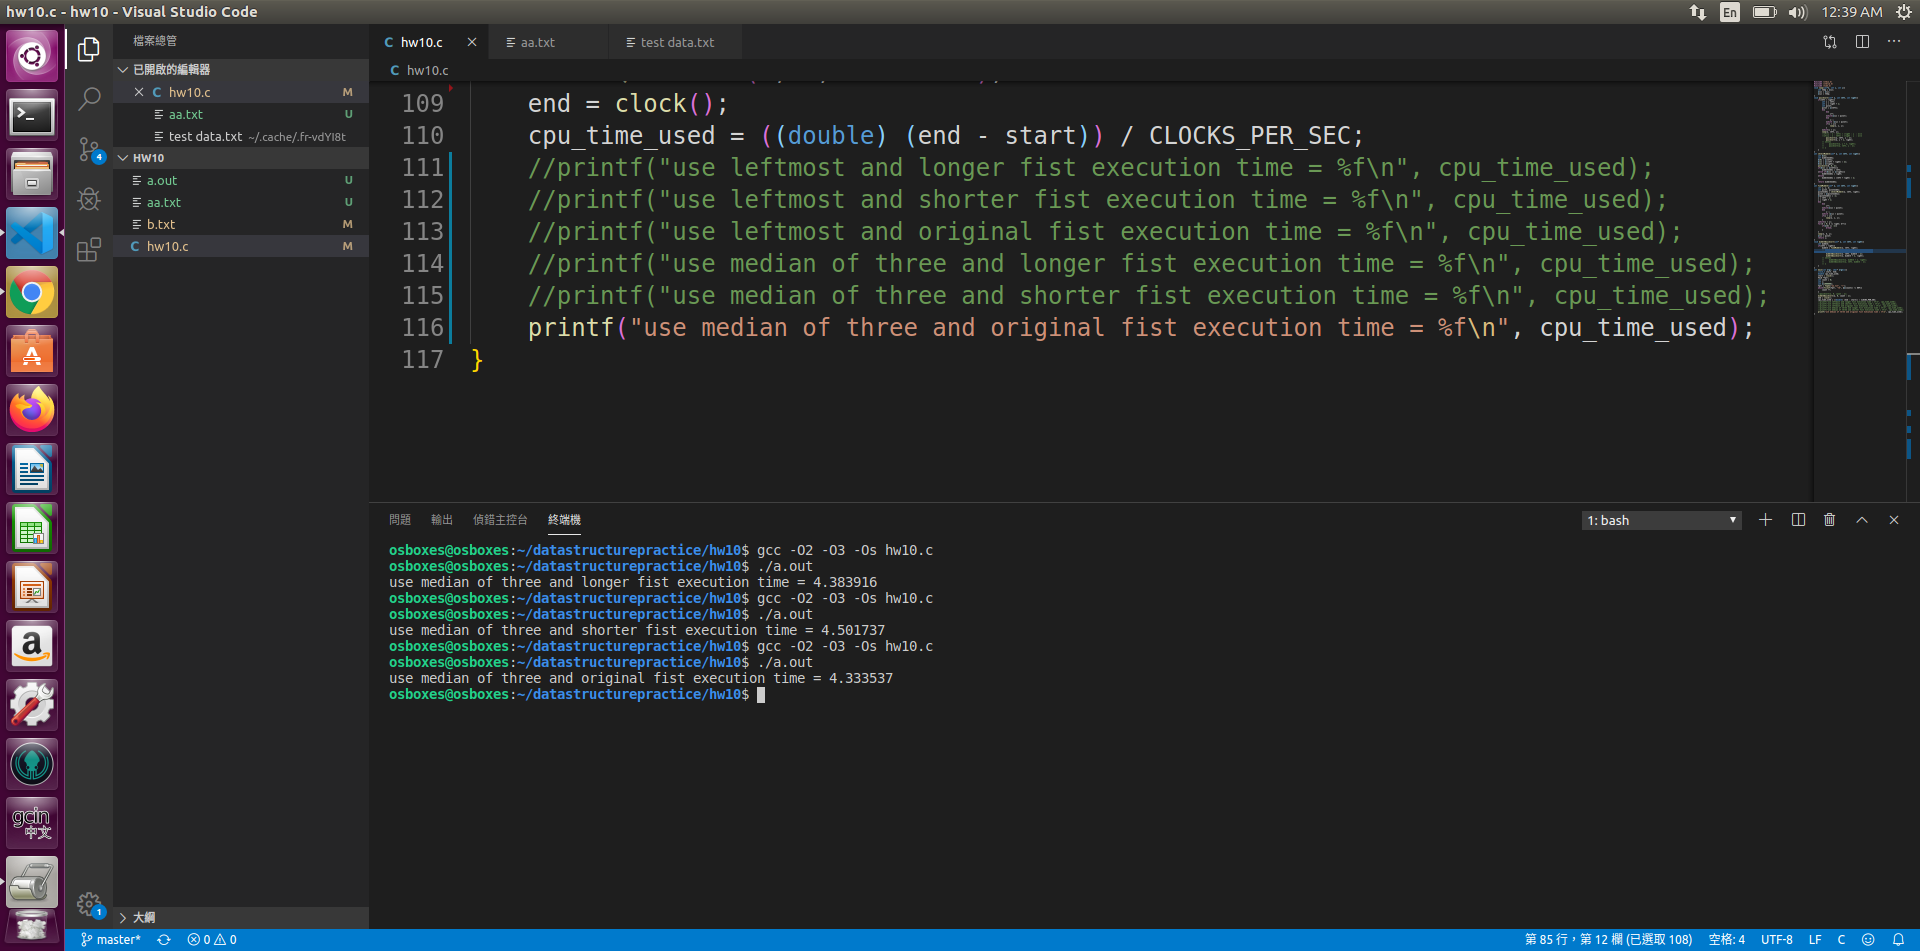 hw10.c - hw10 - Visual Studio Code
En
12:39 AM
檔案總管
已開啟的編輯器
hw10.c M
aa.txt U
test data.txt ~/.cache/.fr-vdYI8t
HW10
a.out U
aa.txt U
b.txt M
C hw10.c M
大綱
C hw10.c
aa.txt
test data.txt
C hw10.c
109 end = clock();
110 cpu_time_used = ((double) (end - start)) / CLOCKS_PER_SEC;
111 //printf("use leftmost and longer fist execution time = %f\n", cpu_time_used);
112 //printf("use leftmost and shorter fist execution time = %f\n", cpu_time_used);
113 //printf("use leftmost and original fist execution time = %f\n", cpu_time_used);
114 //printf("use median of three and longer fist execution time = %f\n", cpu_time_used);
115 //printf("use median of three and shorter fist execution time = %f\n", cpu_time_used);
116 printf("use median of three and original fist execution time = %f\n", cpu_time_used);
117 }
問題 輸出 偵錯主控台 終端機
1: bash
osboxes@osboxes:~/datastructurepractice/hw10$ gcc -O2 -O3 -Os hw10.c
osboxes@osboxes:~/datastructurepractice/hw10$ ./a.out
use median of three and longer fist execution time = 4.383916
osboxes@osboxes:~/datastructurepractice/hw10$ gcc -O2 -O3 -Os hw10.c
osboxes@osboxes:~/datastructurepractice/hw10$ ./a.out
use median of three and shorter fist execution time = 4.501737
osboxes@osboxes:~/datastructurepractice/hw10$ gcc -O2 -O3 -Os hw10.c
osboxes@osboxes:~/datastructurepractice/hw10$ ./a.out
use median of three and original fist execution time = 4.333537
osboxes@osboxes:~/datastructurepractice/hw10$
4
1
gcin
中文
master* 0 0
第 85 行，第 12 欄 (已選取 108) 空格: 4 UTF-8 LF C